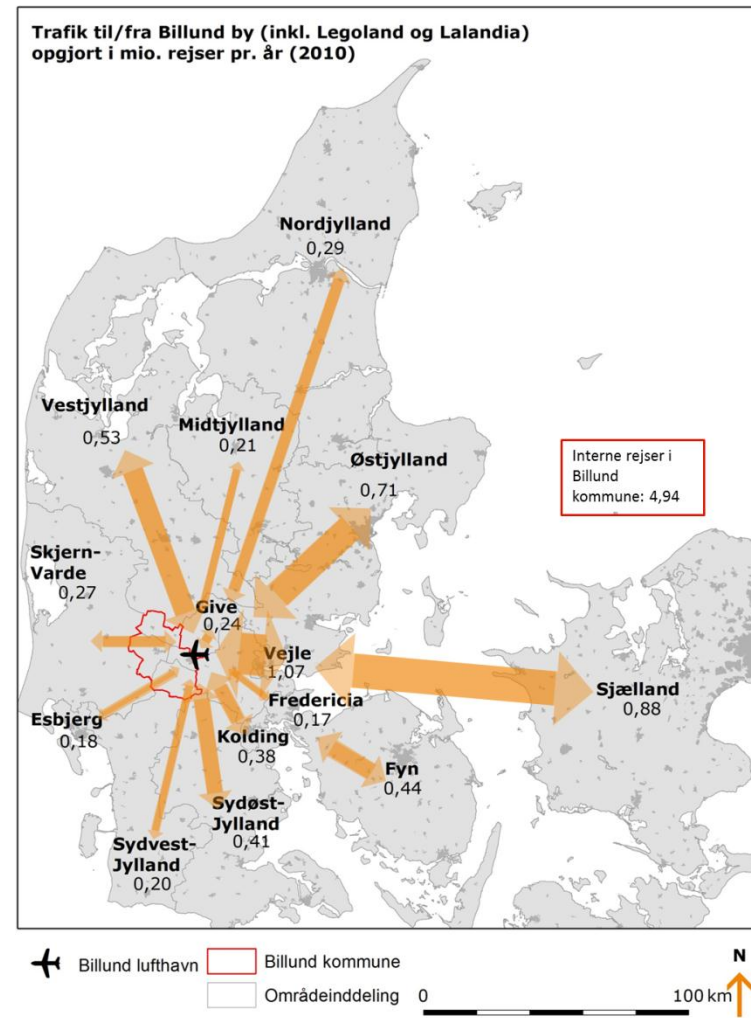 Trafik til/fra Billund by (inkl. Legoland og Lalandia)
opgjort i mio. rejser pr. år (2010)
Nordjylland
0,29
Vestjylland
0,53
Midtjylland
0,21
Østjylland
0,71
Interne rejser i
Billund
kommune: 4,94
Skjern-
Varde
0,27
Give
0,24
Vejle
1,07
Sjælland
0,88
Fredericia
0,17
Esbjerg
0,18
Kolding
0,38
Fyn
0,44
Sydøst-
Jylland
0,41
Sydvest-
Jylland
0,20
Billund lufthavn
Billund kommune
Områdeinddeling
0
100 km
N